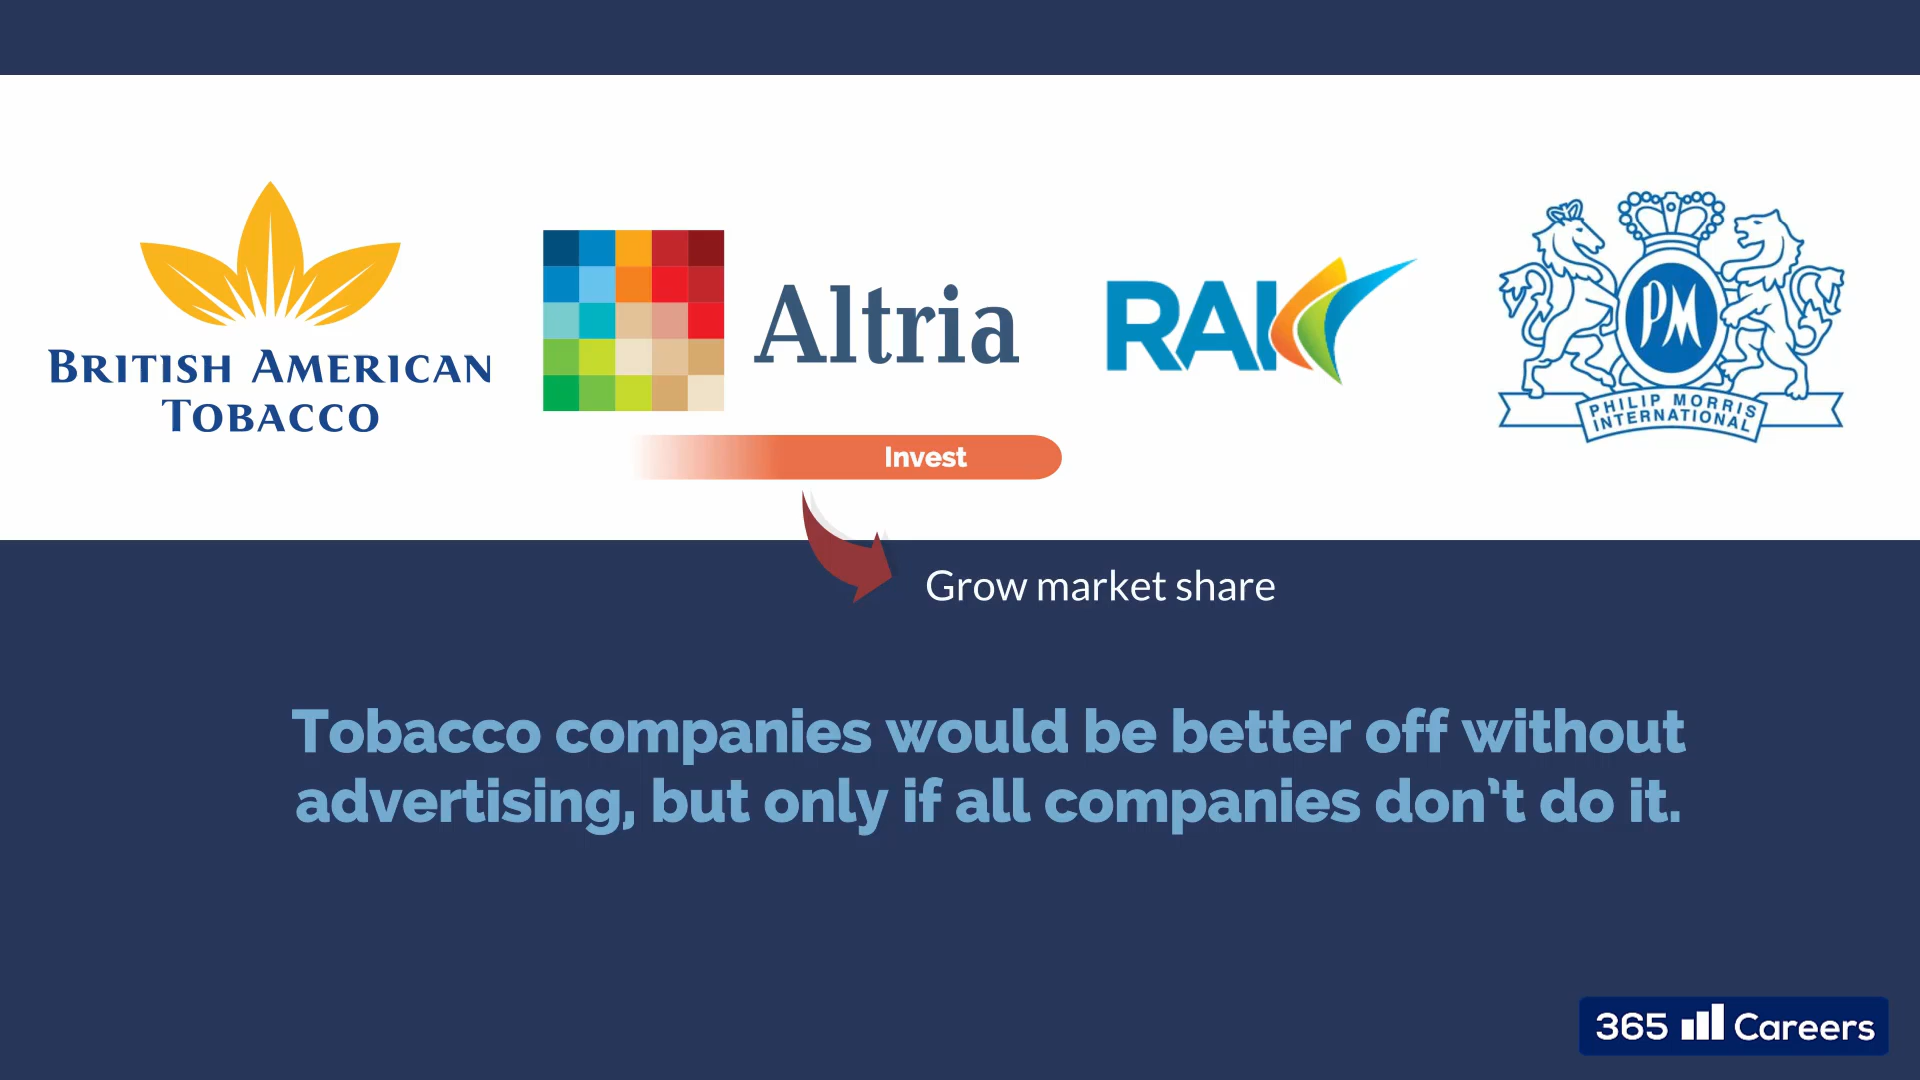 BRITISH AMERICAN
TOBACCO
Altria
RAI
PM
PHILIP MORRIS
INTERNATIONAL
Invest
Grow market share
Tobacco companies would be better off without
advertising, but only if all companies don't do it.
365 Careers